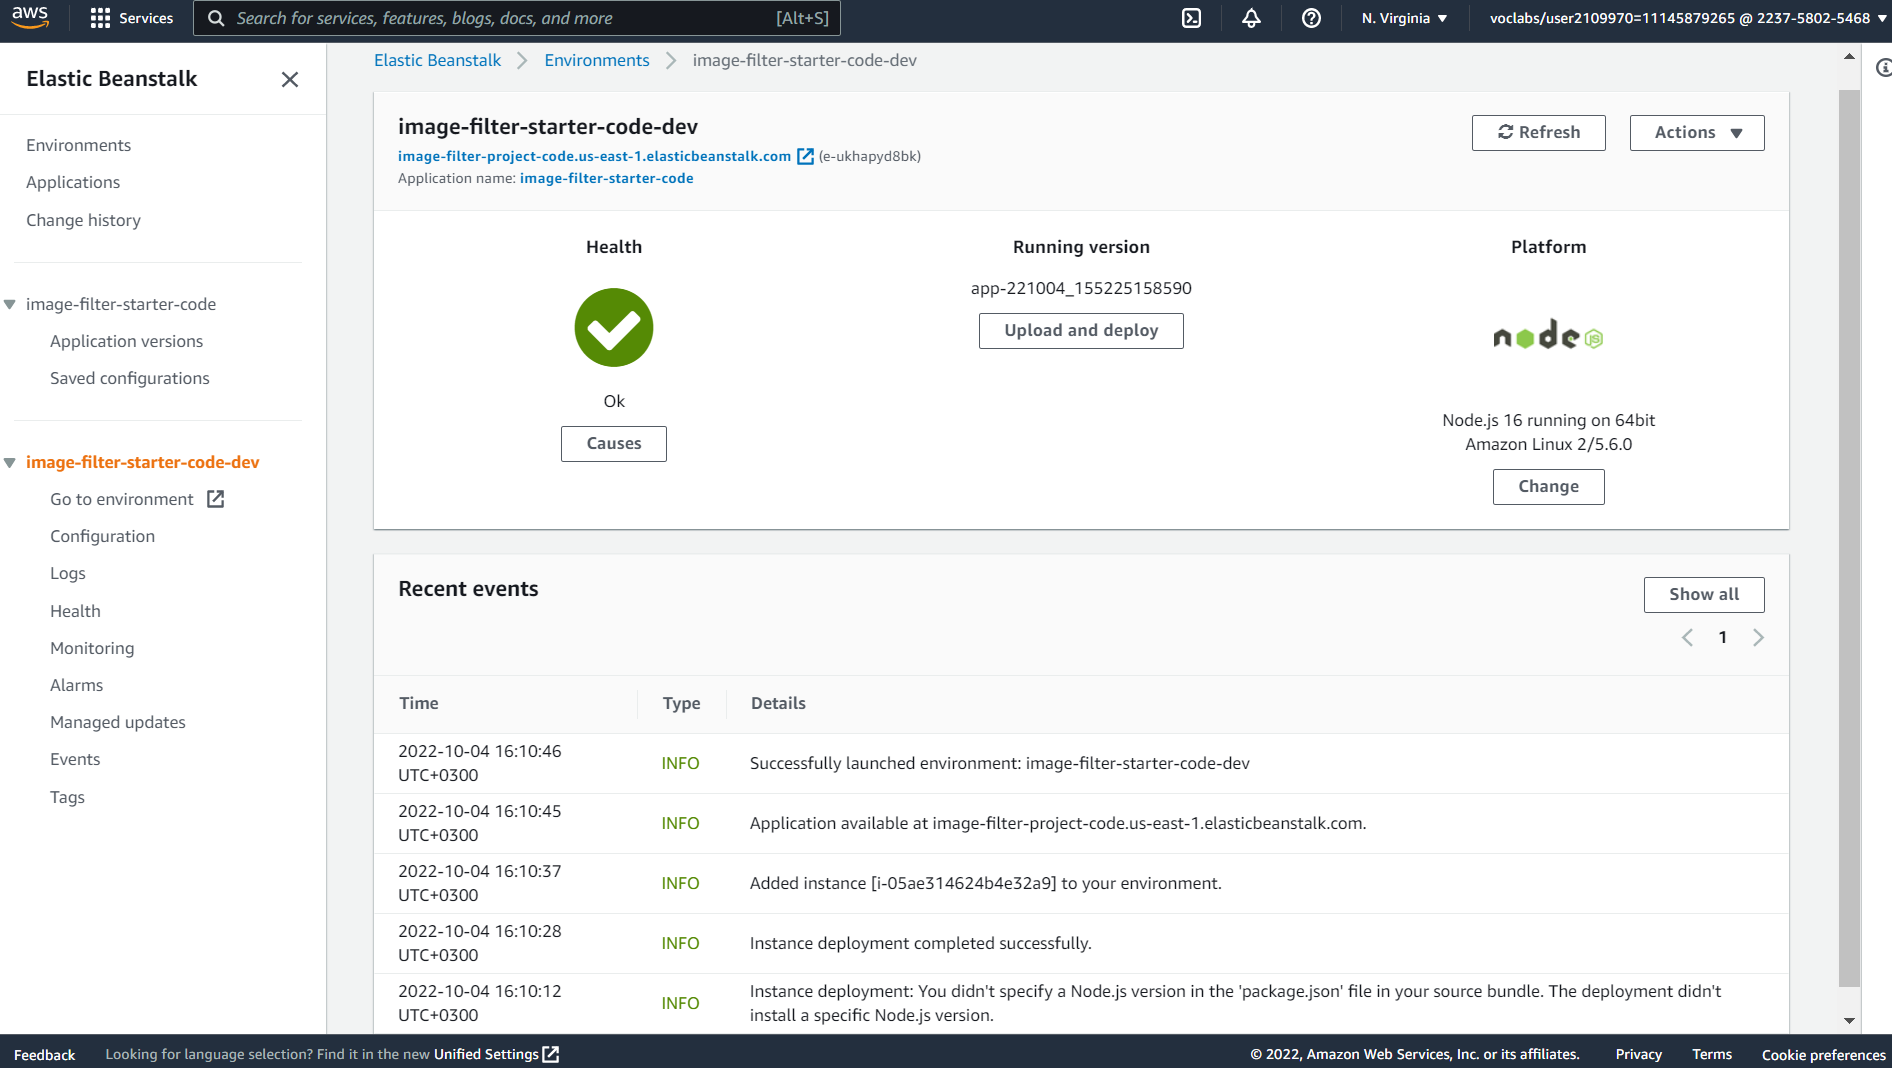 aws
Services
Search for services, features, blogs, docs, and more
[Alt+S]
N. Virginia
voclabs/user2109970=11145879265 @ 2237-5802-5468
Elastic Beanstalk
Environments
Applications
Change history
image-filter-starter-code
Application versions
Saved configurations
image-filter-starter-code-dev
Go to environment
Configuration
Logs
Health
Monitoring
Alarms
Managed updates
Events
Tags
Elastic Beanstalk
Environments
image-filter-starter-code-dev
image-filter-starter-code-dev
image-filter-project-code.us-east-1.elasticbeanstalk.com (e-ukhapyd8bk)
Application name: image-filter-starter-code
Refresh
Actions
Health
Ok
Causes
Running version
app-221004_155225158590
Upload and deploy
Platform
node JS
Node.js 16 running on 64bit
Amazon Linux 2/5.6.0
Change
Recent events
Show all
1
Time Type Details
2022-10-04 16:10:46
UTC+0300
INFO
Successfully launched environment: image-filter-starter-code-dev
2022-10-04 16:10:45
UTC+0300
INFO
Application available at image-filter-project-code.us-east-1.elasticbeanstalk.com.
2022-10-04 16:10:37
UTC+0300
INFO
Added instance [i-05ae314624b4e32a9] to your environment.
2022-10-04 16:10:28
UTC+0300
INFO
Instance deployment completed successfully.
2022-10-04 16:10:12
UTC+0300
INFO
Instance deployment: You didn't specify a Node.js version in the 'package.json' file in your source bundle. The deployment didn't
install a specific Node.js version.
Feedback
Looking for language selection? Find it in the new Unified Settings
© 2022, Amazon Web Services, Inc. or its affiliates.
Privacy
Terms
Cookie preferences